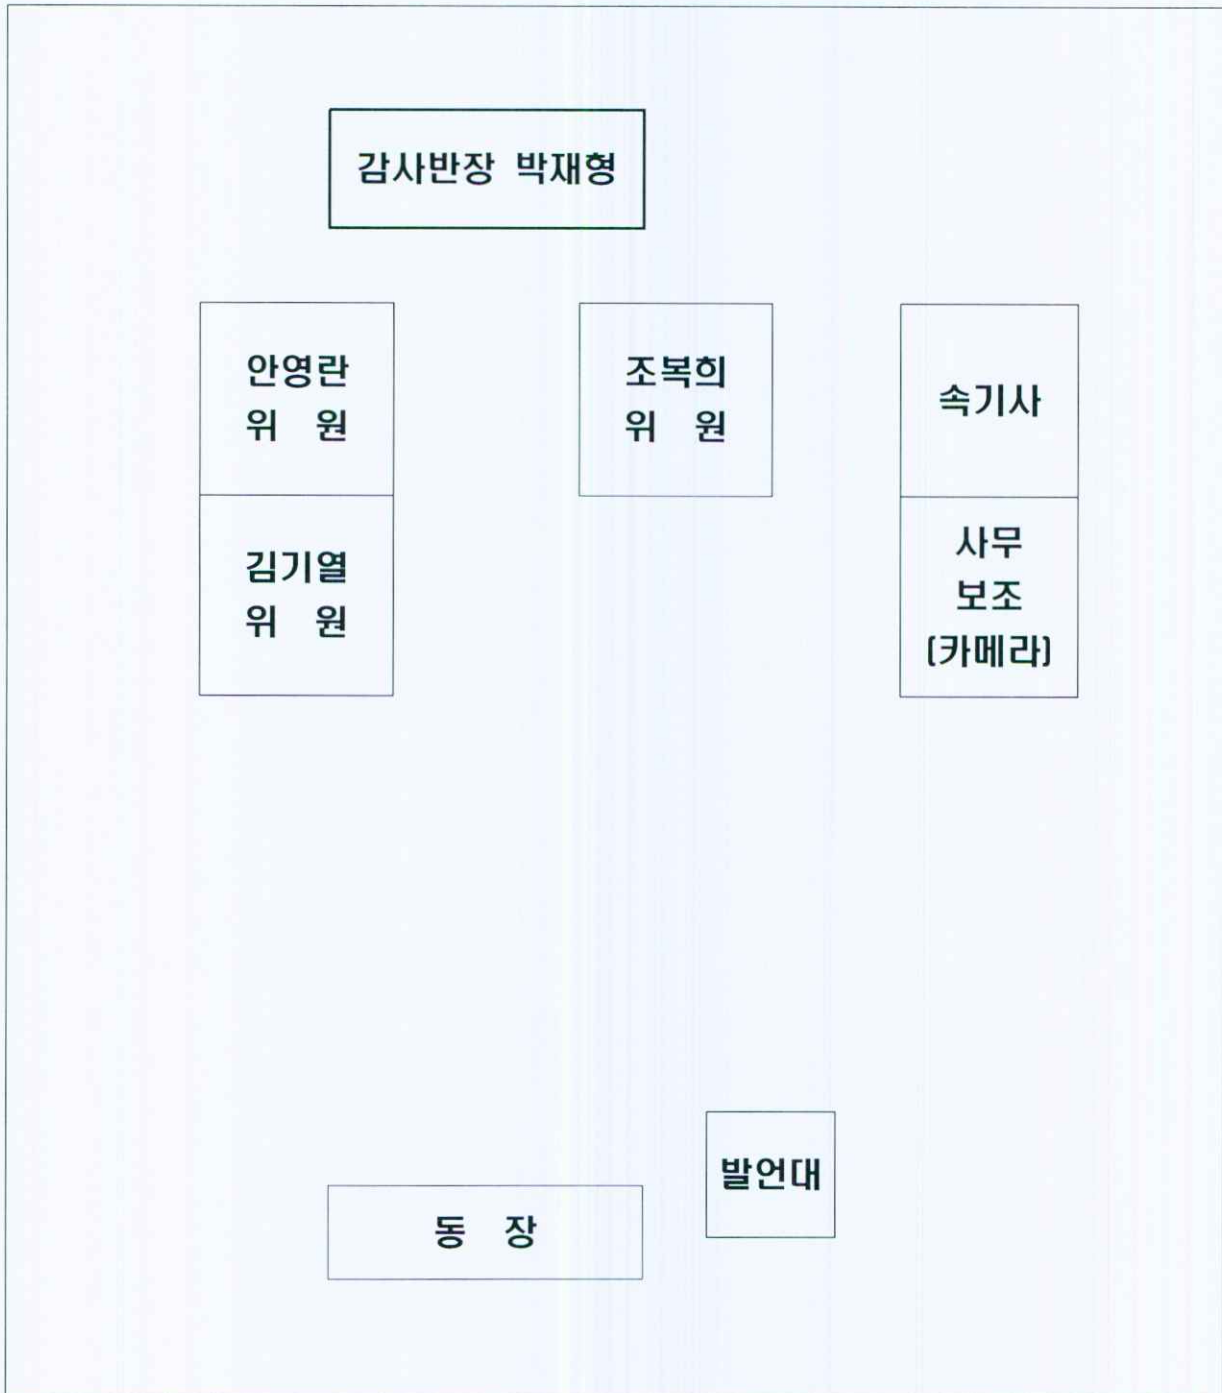 감사반장 박재형
안영란
위 원
조복희
위 원
속기사
김기열
위 원
사무
보조
(카메라)
발언대
동 장